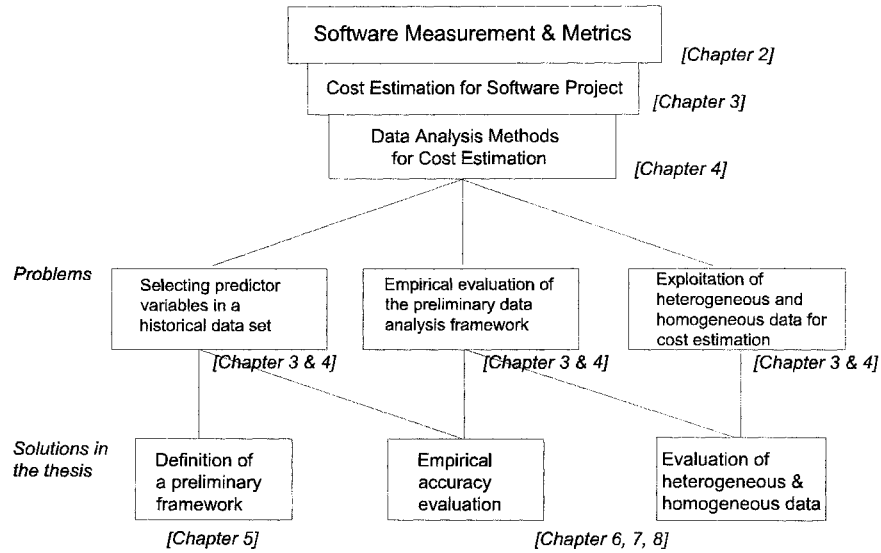 Software Measurement & Metrics
[Chapter 2]
Cost Estimation for Software Project
[Chapter 3]
Data Analysis Methods
for Cost Estimation
[Chapter 4]
Problems
Selecting predictor
variables in a
historical data set
[Chapter 3 & 4]
Empirical evaluation of
the preliminary data
analysis framework
[Chapter 3 & 4]
Exploitation of
heterogeneous and
homogeneous data for
cost estimation
[Chapter 3 & 4]
Solutions in
the thesis
Definition of
a preliminary
framework
[Chapter 5]
Empirical
accuracy
evaluation
Evaluation of
heterogeneous &
homogeneous data
[Chapter 6, 7, 8]